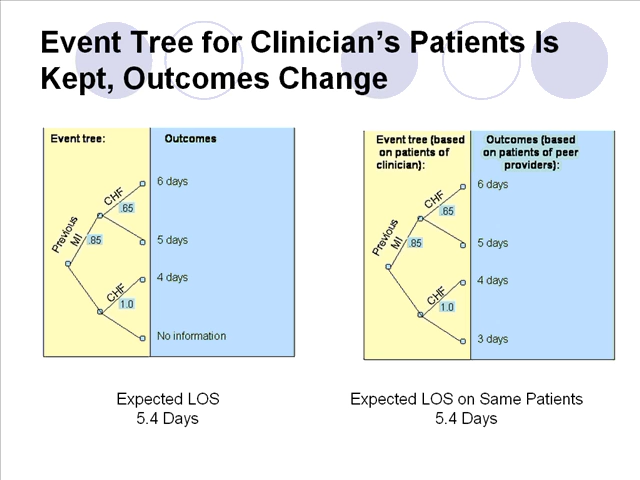 Event Tree for Clinician's Patients Is
Kept, Outcomes Change
Event tree:
Outcomes
Previous
MI
.85
CHF
.65
6 days
5 days
CHF
1.0
4 days
No information
Expected LOS
5.4 Days
Event tree (based
on patients of
clinician):
Outcomes (based
on patients of peer
providers):
Previous
MI
.85
CHF
.65
6 days
5 days
CHF
1.0
4 days
3 days
Expected LOS on Same Patients
5.4 Days